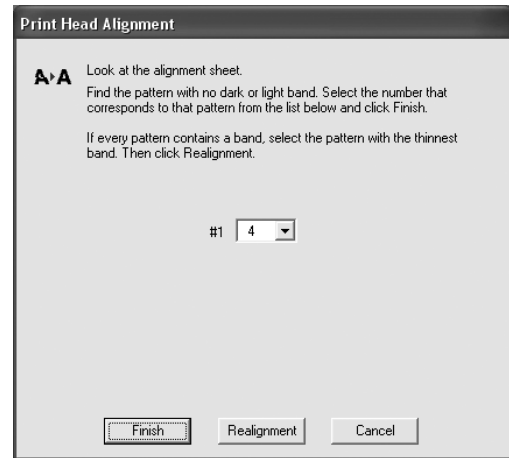 Print Head Alignment
A A
Look at the alignment sheet.
Find the pattern with no dark or light band. Select the number that
corresponds to that pattern from the list below and click Finish.
If every pattern contains a band, select the pattern with the thinnest
band. Then click Realignment.
#1 4
Finish Realignment Cancel